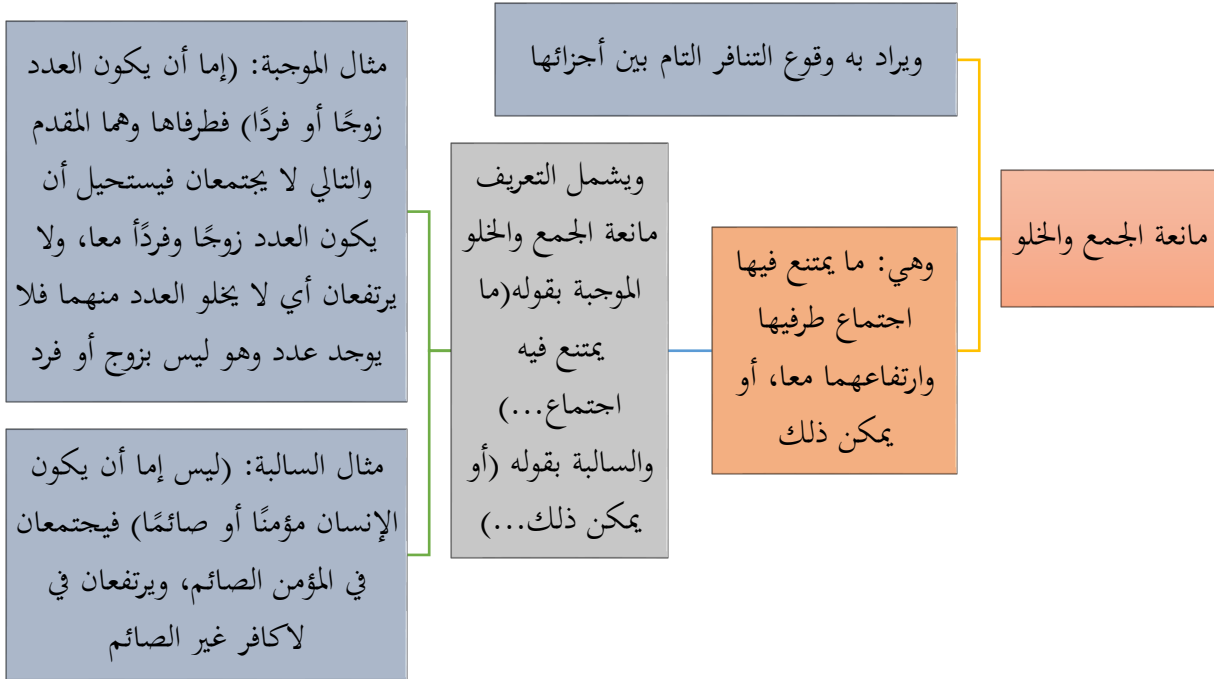 مانعة الجمع والخلو
ويراد به وقوع التنافر التام بين أجزائها
وهي: ما يمتنع فيها
اجتماع طرفيها
وارتفاعهما معا، أو
يمكن ذلك
ويشمل التعريف
مانعة الجمع والخلو
الموجبة بقوله(ما
يمتنع فيه
اجتماع...)
والسالبة بقوله (أو
يمكن ذلك...)
مثال الموجبة: (إما أن يكون العدد
زوجًا أو فردًا) فطرفاها وهما المقدم
والتالي لا يجتمعان فيستحيل أن
يكون العدد زوجًا وفردًأ معا، ولا
يرتفعان أي لا يخلو العدد منهما فلا
يوجد عدد وهو ليس بزوج أو فرد
مثال السالبة: (ليس إما أن يكون
الإنسان مؤمنًا أو صائمًا) فيجتمعان
في المؤمن الصائم، ويرتفعان في
لاكافر غير الصائم